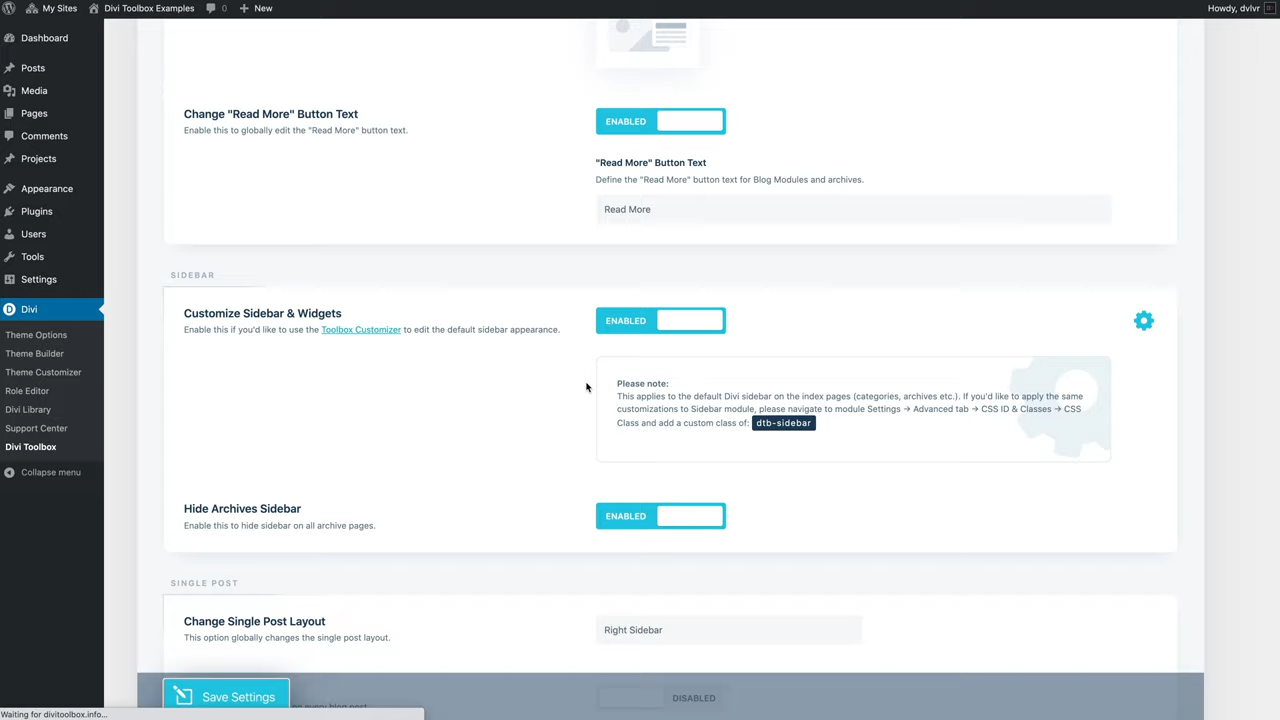 My Sites
Divi Toolbox Examples
0
New
Howdy, dvlvr
Dashboard
Posts
Media
Pages
Comments
Projects
Appearance
Plugins
Users
Tools
Settings
Divi
Theme Options
Theme Builder
Theme Customizer
Role Editor
Divi Library
Support Center
Divi Toolbox
Collapse menu
Change "Read More" Button Text
Enable this to globally edit the "Read More" button text.
ENABLED
"Read More" Button Text
Define the "Read More" button text for Blog Modules and archives.
Read More
SIDEBAR
Customize Sidebar & Widgets
Enable this if you'd like to use the Toolbox Customizer to edit the default sidebar appearance.
ENABLED
Please note:
This applies to the default Divi sidebar on the index pages (categories, archives etc.). If you'd like to apply the same
customizations to Sidebar module, please navigate to module Settings → Advanced tab → CSS ID & Classes → CSS
Class and add a custom class of: dtb-sidebar
Hide Archives Sidebar
Enable this to hide sidebar on all archive pages.
ENABLED
SINGLE POST
Change Single Post Layout
This option globally changes the single post layout.
Right Sidebar
Save Settings
on every blog post.
DISABLED
Waiting for divitoolbox.info...